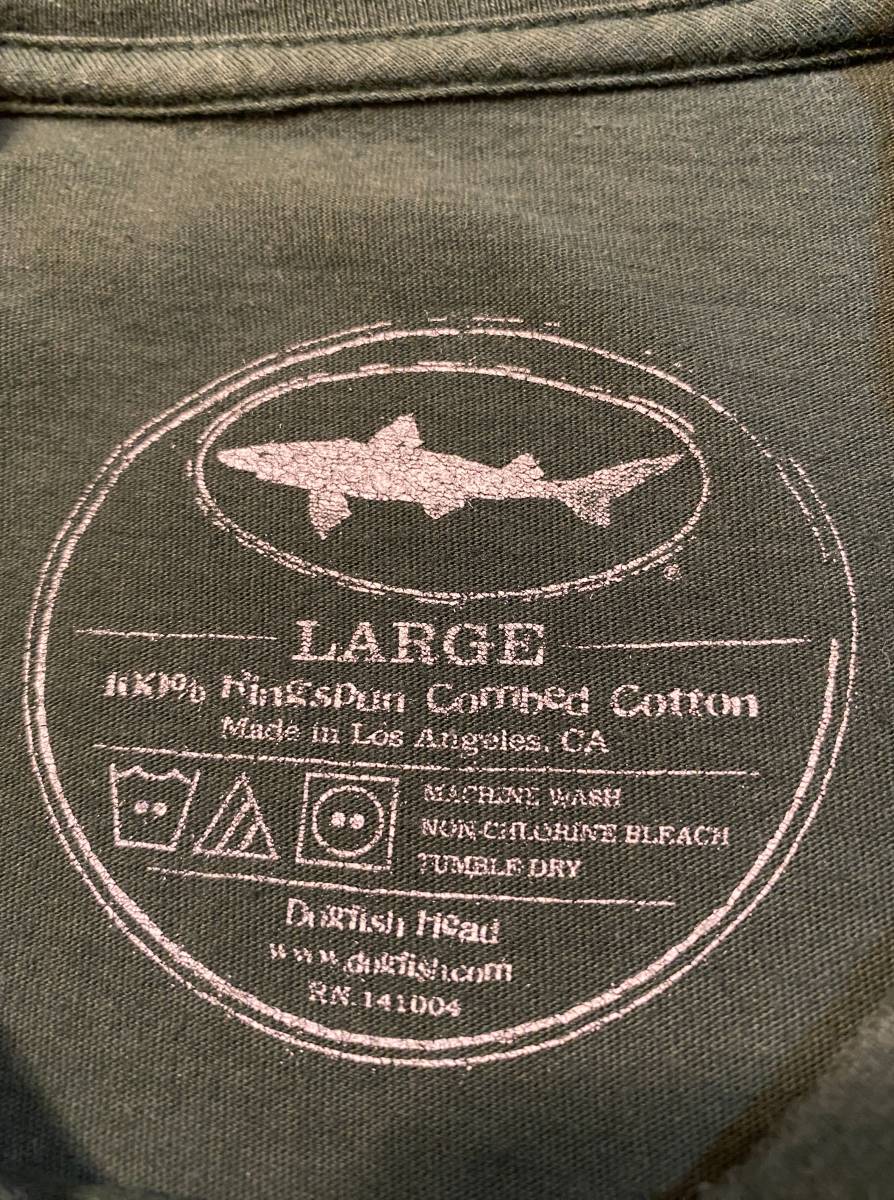 ®
LARGE
100% Ringspun Combed Cotton
Made in Los Angeles, CA
MACHINE WASH
NON-CHLORINE BLEACH
TUMBLE DRY
Dogfish Head
www.dogfish.com
RN. 141004